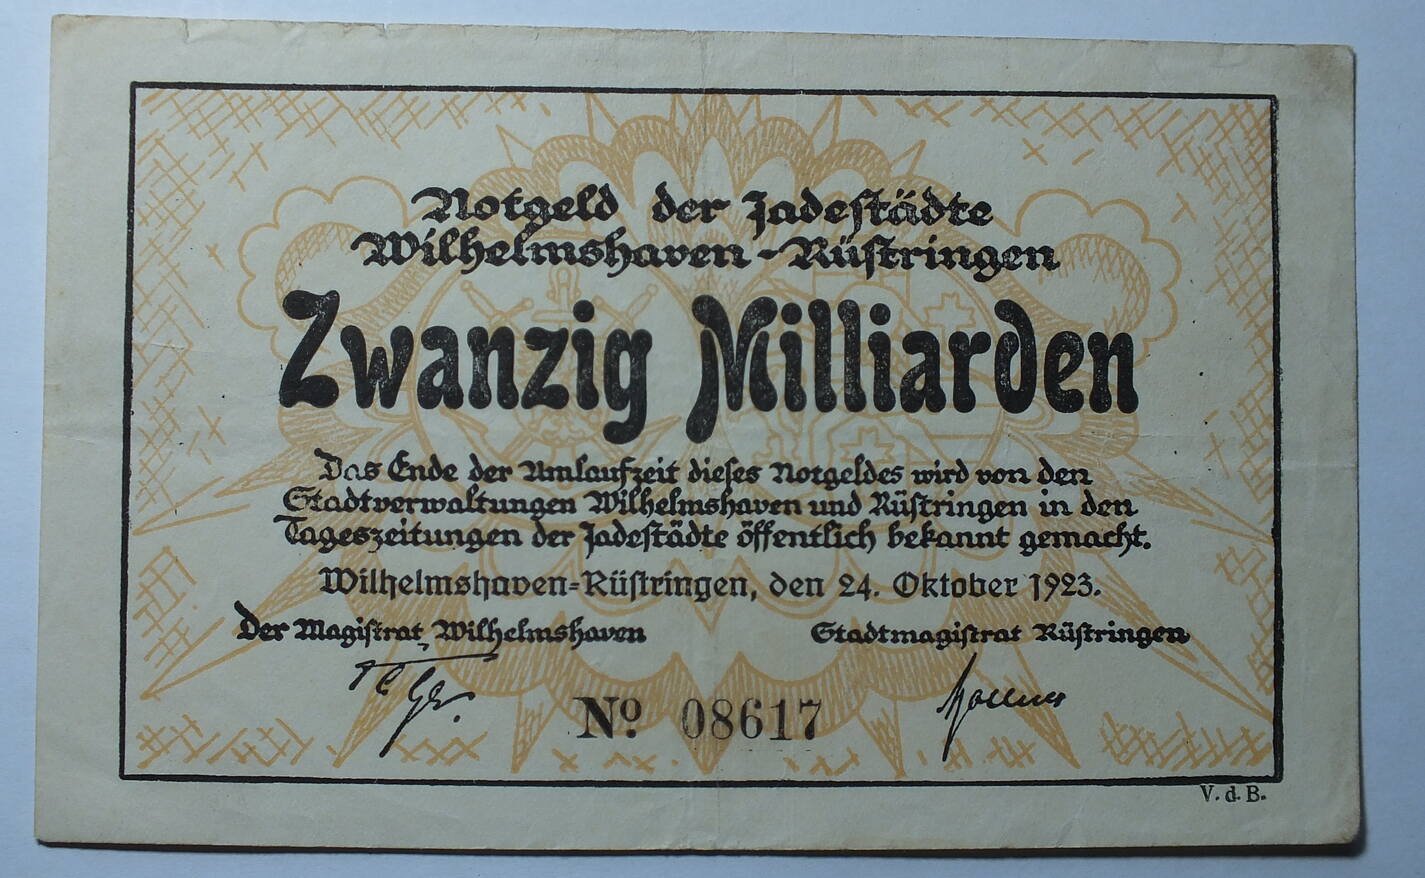 Notgeld der Jadestädte
Wilhelmshaven-Rüstringen
Zwanzig Milliarden
Das Ende der Umlaufzeit dieses Notgeldes wird von den
Stadtverwaltungen Wilhelmshaven und Rüstringen in den
Tageszeitungen der Jadestädte öffentlich bekannt gemacht.
Wilhelmshaven=Rüstringen, den 24. Oktober 1923.
Der Magistrat Wilhelmshaven
Stadtmagistrat Rüstringen
No. 08617
V. d. B.